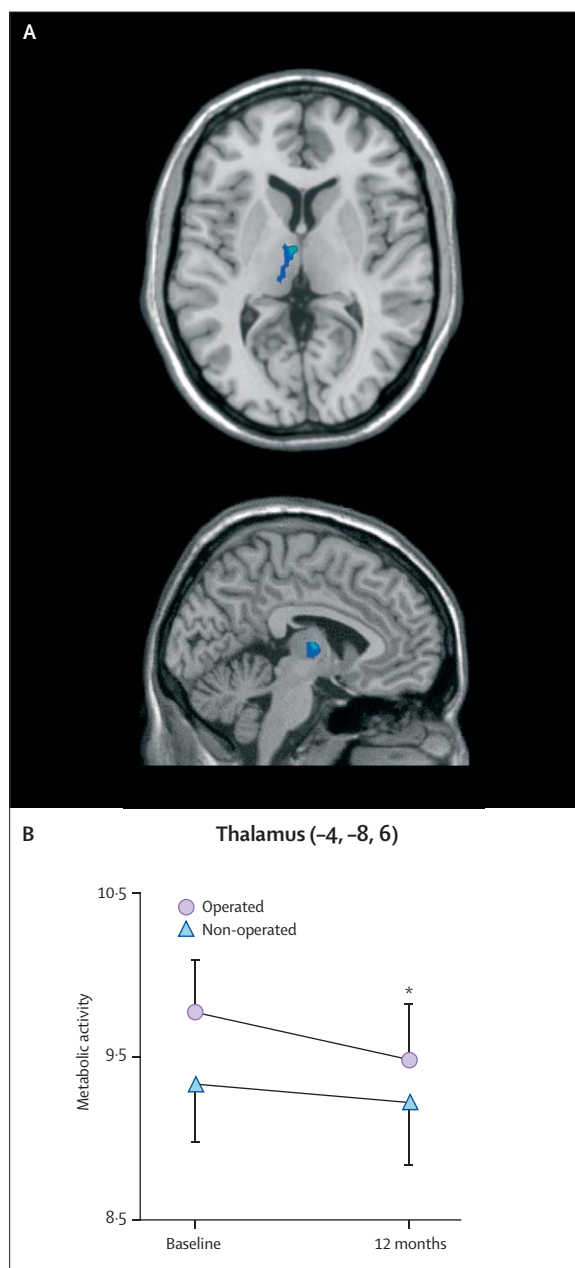 A
B
Thalamus (–4, –8, 6)
10·5
Operated
Non-operated
*
Metabolic activity
9·5
8·5
Baseline
12 months